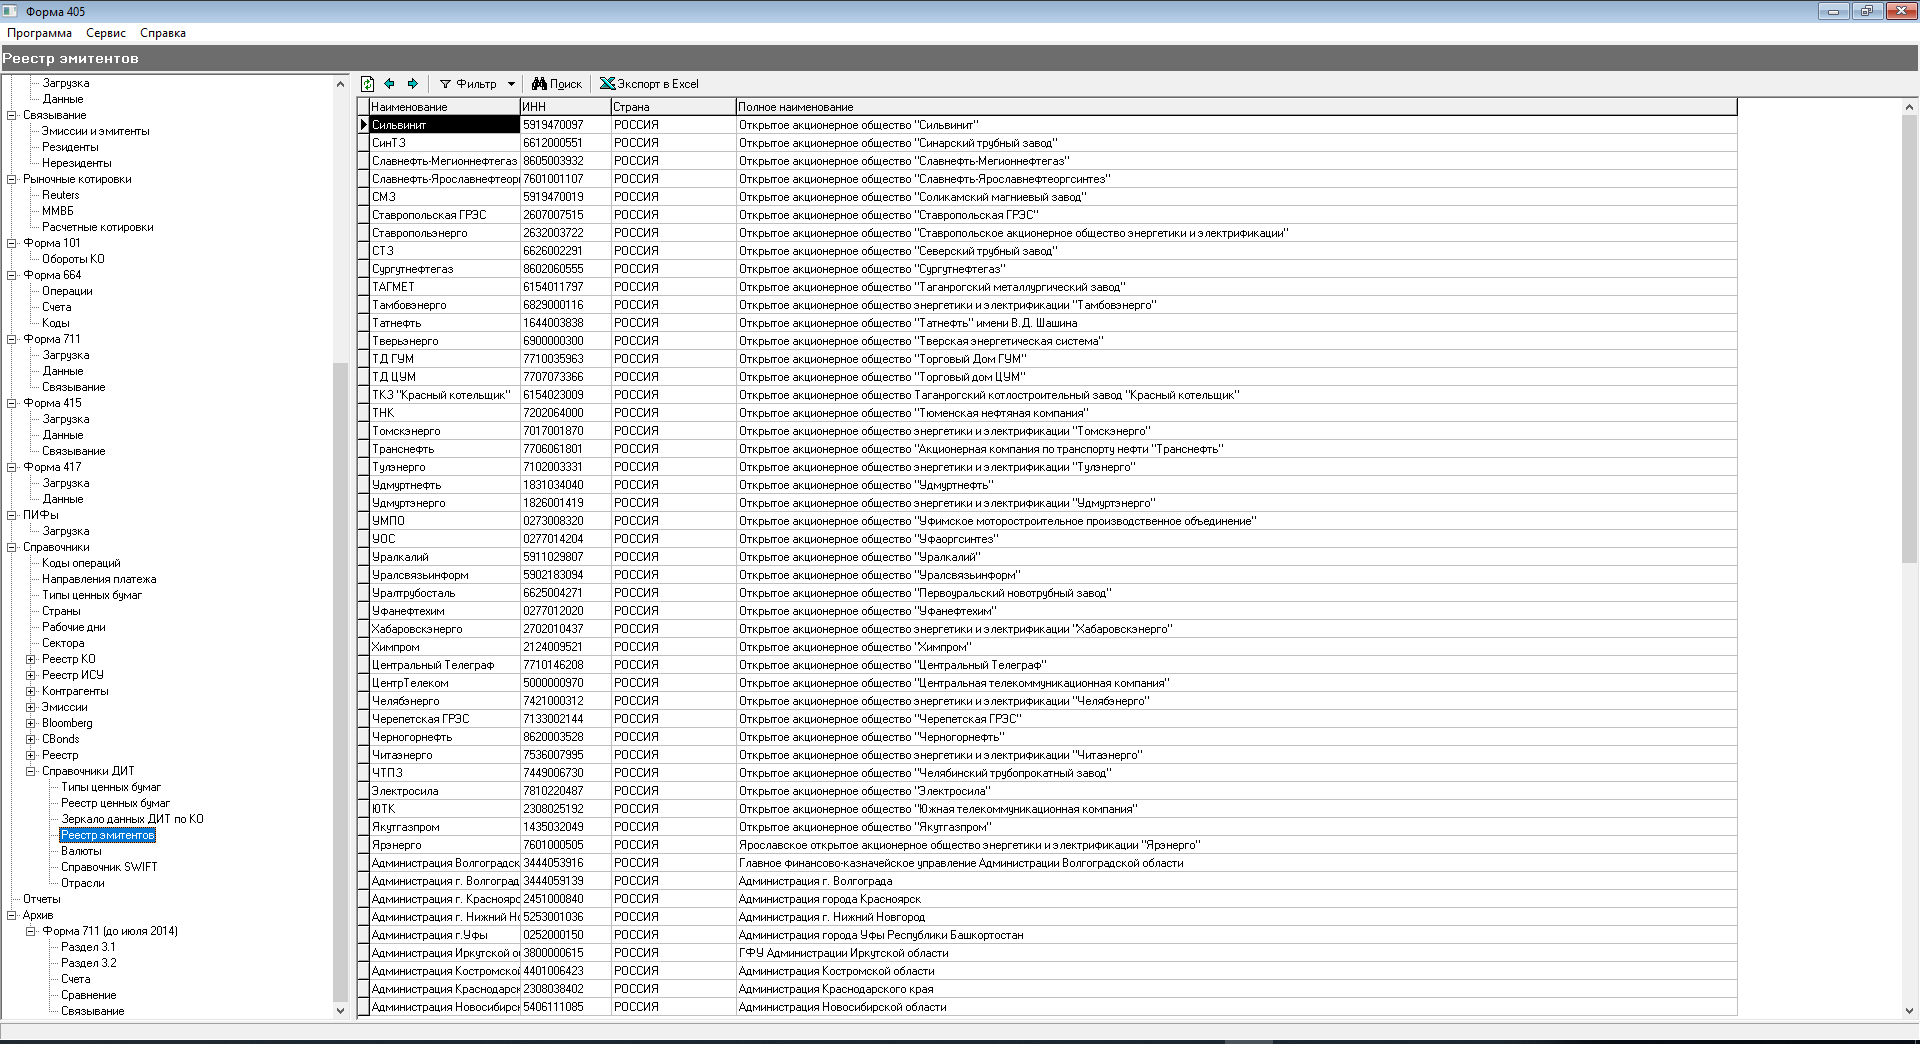 Форма 405
Программа Сервис Справка
Реестр эмитентов
Загрузка
Данные
Связывание
Эмиссии и эмитенты
Резиденты
Нерезиденты
Рыночные котировки
Reuters
ММВБ
Расчетные котировки
Форма 101
Обороты КО
Форма 664
Операции
Счета
Коды
Форма 711
Загрузка
Данные
Связывание
Форма 415
Загрузка
Данные
Связывание
Форма 417
Загрузка
Данные
ПИФы
Загрузка
Справочники
Коды операций
Направления платежа
Типы ценных бумаг
Страны
Рабочие дни
Сектора
Реестр КО
Реестр ИСУ
Контрагенты
Эмиссии
Bloomberg
CBonds
Реестр
Справочники ДИТ
Типы ценных бумаг
Реестр ценных бумаг
Зеркало данных ДИТ по КО
Реестр эмитентов
Валюты
Справочник SWIFT
Отрасли
Отчеты
Архив
Форма 711 (до июля 2014)
Раздел 3.1
Раздел 3.2
Счета
Сравнение
Связывание
Фильтр Поиск Экспорт в Excel
Наименование ИНН Страна Полное наименование
Сильвинит 5919470097 РОССИЯ Открытое акционерное общество "Сильвинит"
СинТЗ 6612000551 РОССИЯ Открытое акционерное общество "Синарский трубный завод"
Славнефть-Мегионнефтегаз 8605003932 РОССИЯ Открытое акционерное общество "Славнефть-Мегионнефтегаз"
Славнефть-Ярославнефтеорг 7601001107 РОССИЯ Открытое акционерное общество "Славнефть-Ярославнефтеоргсинтез"
СМЗ 5919470019 РОССИЯ Открытое акционерное общество "Соликамский магниевый завод"
Ставропольская ГРЭС 2607007515 РОССИЯ Открытое акционерное общество "Ставропольская ГРЭС"
Ставропольэнерго 2632003722 РОССИЯ Открытое акционерное общество "Ставропольское акционерное общество энергетики и электрификации"
СТЗ 6626002291 РОССИЯ Открытое акционерное общество "Северский трубный завод"
Сургутнефтегаз 8602060555 РОССИЯ Открытое акционерное общество "Сургутнефтегаз"
ТАГМЕТ 6154011797 РОССИЯ Открытое акционерное общество "Таганрогский металлургический завод"
Тамбовэнерго 6829000116 РОССИЯ Открытое акционерное общество энергетики и электрификации "Тамбовэнерго"
Татнефть 1644003838 РОССИЯ Открытое акционерное общество "Татнефть" имени В.Д. Шашина
Тверьэнерго 6900000300 РОССИЯ Открытое акционерное общество "Тверская энергетическая система"
ТД ГУМ 7710035963 РОССИЯ Открытое акционерное общество "Торговый Дом ГУМ"
ТД ЦУМ 7707073366 РОССИЯ Открытое акционерное общество "Торговый дом ЦУМ"
ТКЗ "Красный котельщик" 6154023009 РОССИЯ Открытое акционерное общество Таганрогский котлостроительный завод "Красный котельщик"
ТНК 7202064000 РОССИЯ Открытое акционерное общество "Тюменская нефтяная компания"
Томскэнерго 7017001870 РОССИЯ Открытое акционерное общество энергетики и электрификации "Томскэнерго"
Транснефть 7706061801 РОССИЯ Открытое акционерное общество "Акционерная компания по транспорту нефти "Транснефть"
Тулэнерго 7102003331 РОССИЯ Открытое акционерное общество энергетики и электрификации "Тулэнерго"
Удмуртнефть 1831034040 РОССИЯ Открытое акционерное общество "Удмуртнефть"
Удмуртэнерго 1826001419 РОССИЯ Открытое акционерное общество энергетики и электрификации "Удмуртэнерго"
УМПО 0273008320 РОССИЯ Открытое акционерное общество "Уфимское моторостроительное производственное объединение"
УОС 0277014204 РОССИЯ Открытое акционерное общество "Уфаоргсинтез"
Уралкалий 5911029807 РОССИЯ Открытое акционерное общество "Уралкалий"
Уралсвязьинформ 5902183094 РОССИЯ Открытое акционерное общество "Уралсвязьинформ"
Уралтрубосталь 6625004271 РОССИЯ Открытое акционерное общество "Первоуральский новотрубный завод"
Уфанефтехим 0277012020 РОССИЯ Открытое акционерное общество "Уфанефтехим"
Хабаровскэнерго 2702010437 РОССИЯ Открытое акционерное общество энергетики и электрификации "Хабаровскэнерго"
Химпром 2124009521 РОССИЯ Открытое акционерное общество "Химпром"
Центральный Телеграф 7710146208 РОССИЯ Открытое акционерное общество "Центральный Телеграф"
ЦентрТелеком 5000000970 РОССИЯ Открытое акционерное общество "Центральная телекоммуникационная компания"
Челябэнерго 7421000312 РОССИЯ Открытое акционерное общество энергетики и электрификации "Челябэнерго"
Черепетская ГРЭС 7133002144 РОССИЯ Открытое акционерное общество "Черепетская ГРЭС"
Черногорнефть 8620003528 РОССИЯ Открытое акционерное общество "Черногорнефть"
Читаэнерго 7536007995 РОССИЯ Открытое акционерное общество энергетики и электрификации "Читаэнерго"
ЧТПЗ 7449006730 РОССИЯ Открытое акционерное общество "Челябинский трубопрокатный завод"
Электросила 7810220487 РОССИЯ Открытое акционерное общество "Электросила"
ЮТК 2308025192 РОССИЯ Открытое акционерное общество "Южная телекоммуникационная компания"
Якутгазпром 1435032049 РОССИЯ Открытое акционерное общество "Якутгазпром"
Ярэнерго 7601000505 РОССИЯ Ярославское открытое акционерное общество энергетики и электрификации "Ярэнерго"
Администрация Волгоградск 3444053916 РОССИЯ Главное финансово-казначейское управление Администрации Волгоградской области
Администрация г. Волгоград 3444059139 РОССИЯ Администрация г. Волгограда
Администрация г. Красноярс 2451000840 РОССИЯ Администрация города Красноярск
Администрация г. Нижний Но 5253001036 РОССИЯ Администрация г. Нижний Новгород
Администрация г.Уфы 0252000150 РОССИЯ Администрация города Уфы Республики Башкортостан
Администрация Иркутской о 3800000615 РОССИЯ ГФУ Администрации Иркутской области
Администрация Костромской 4401006423 РОССИЯ Администрация Костромской области
Администрация Краснодарск 2308038402 РОССИЯ Администрация Краснодарского края
Администрация Новосибирск 5406111085 РОССИЯ Администрация Новосибирской области